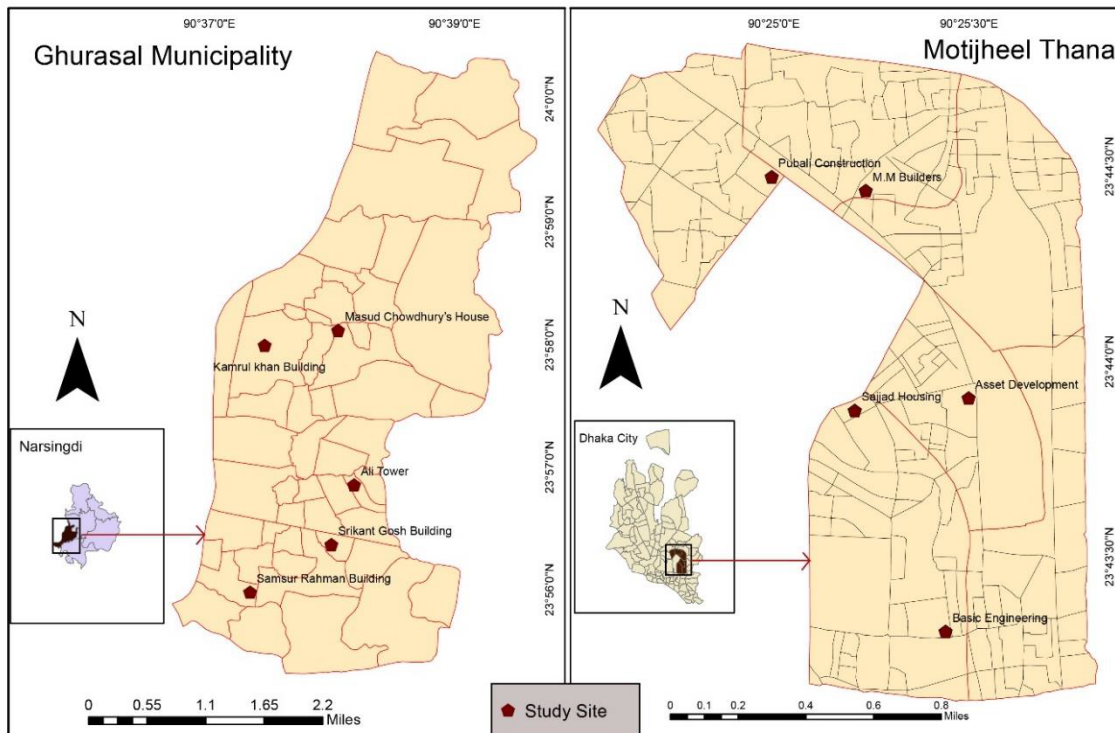 90°37'0"E
90°39'0"E
Ghurasal Municipality
24°0'0"N
23°59'0"N
Masud Chowdhury's House
Kamrul khan Building
23°58'0"N
N
Narsingdi
Ali Tower
23°57'0"N
Srikant Gosh Building
Samsur Rahman Building
23°56'0"N
0 0.55 1.1 1.65 2.2
Miles
90°25'0"E
90°25'30"E
Motijheel Thana
Pubali Construction
M.M Builders
23°44'30"N
N
23°44'0"N
Asset Development
Sajjad Housing
Dhaka City
23°43'30"N
Basic Engineering
0 0.1 0.2 0.4 0.6 0.8
Miles
Study Site